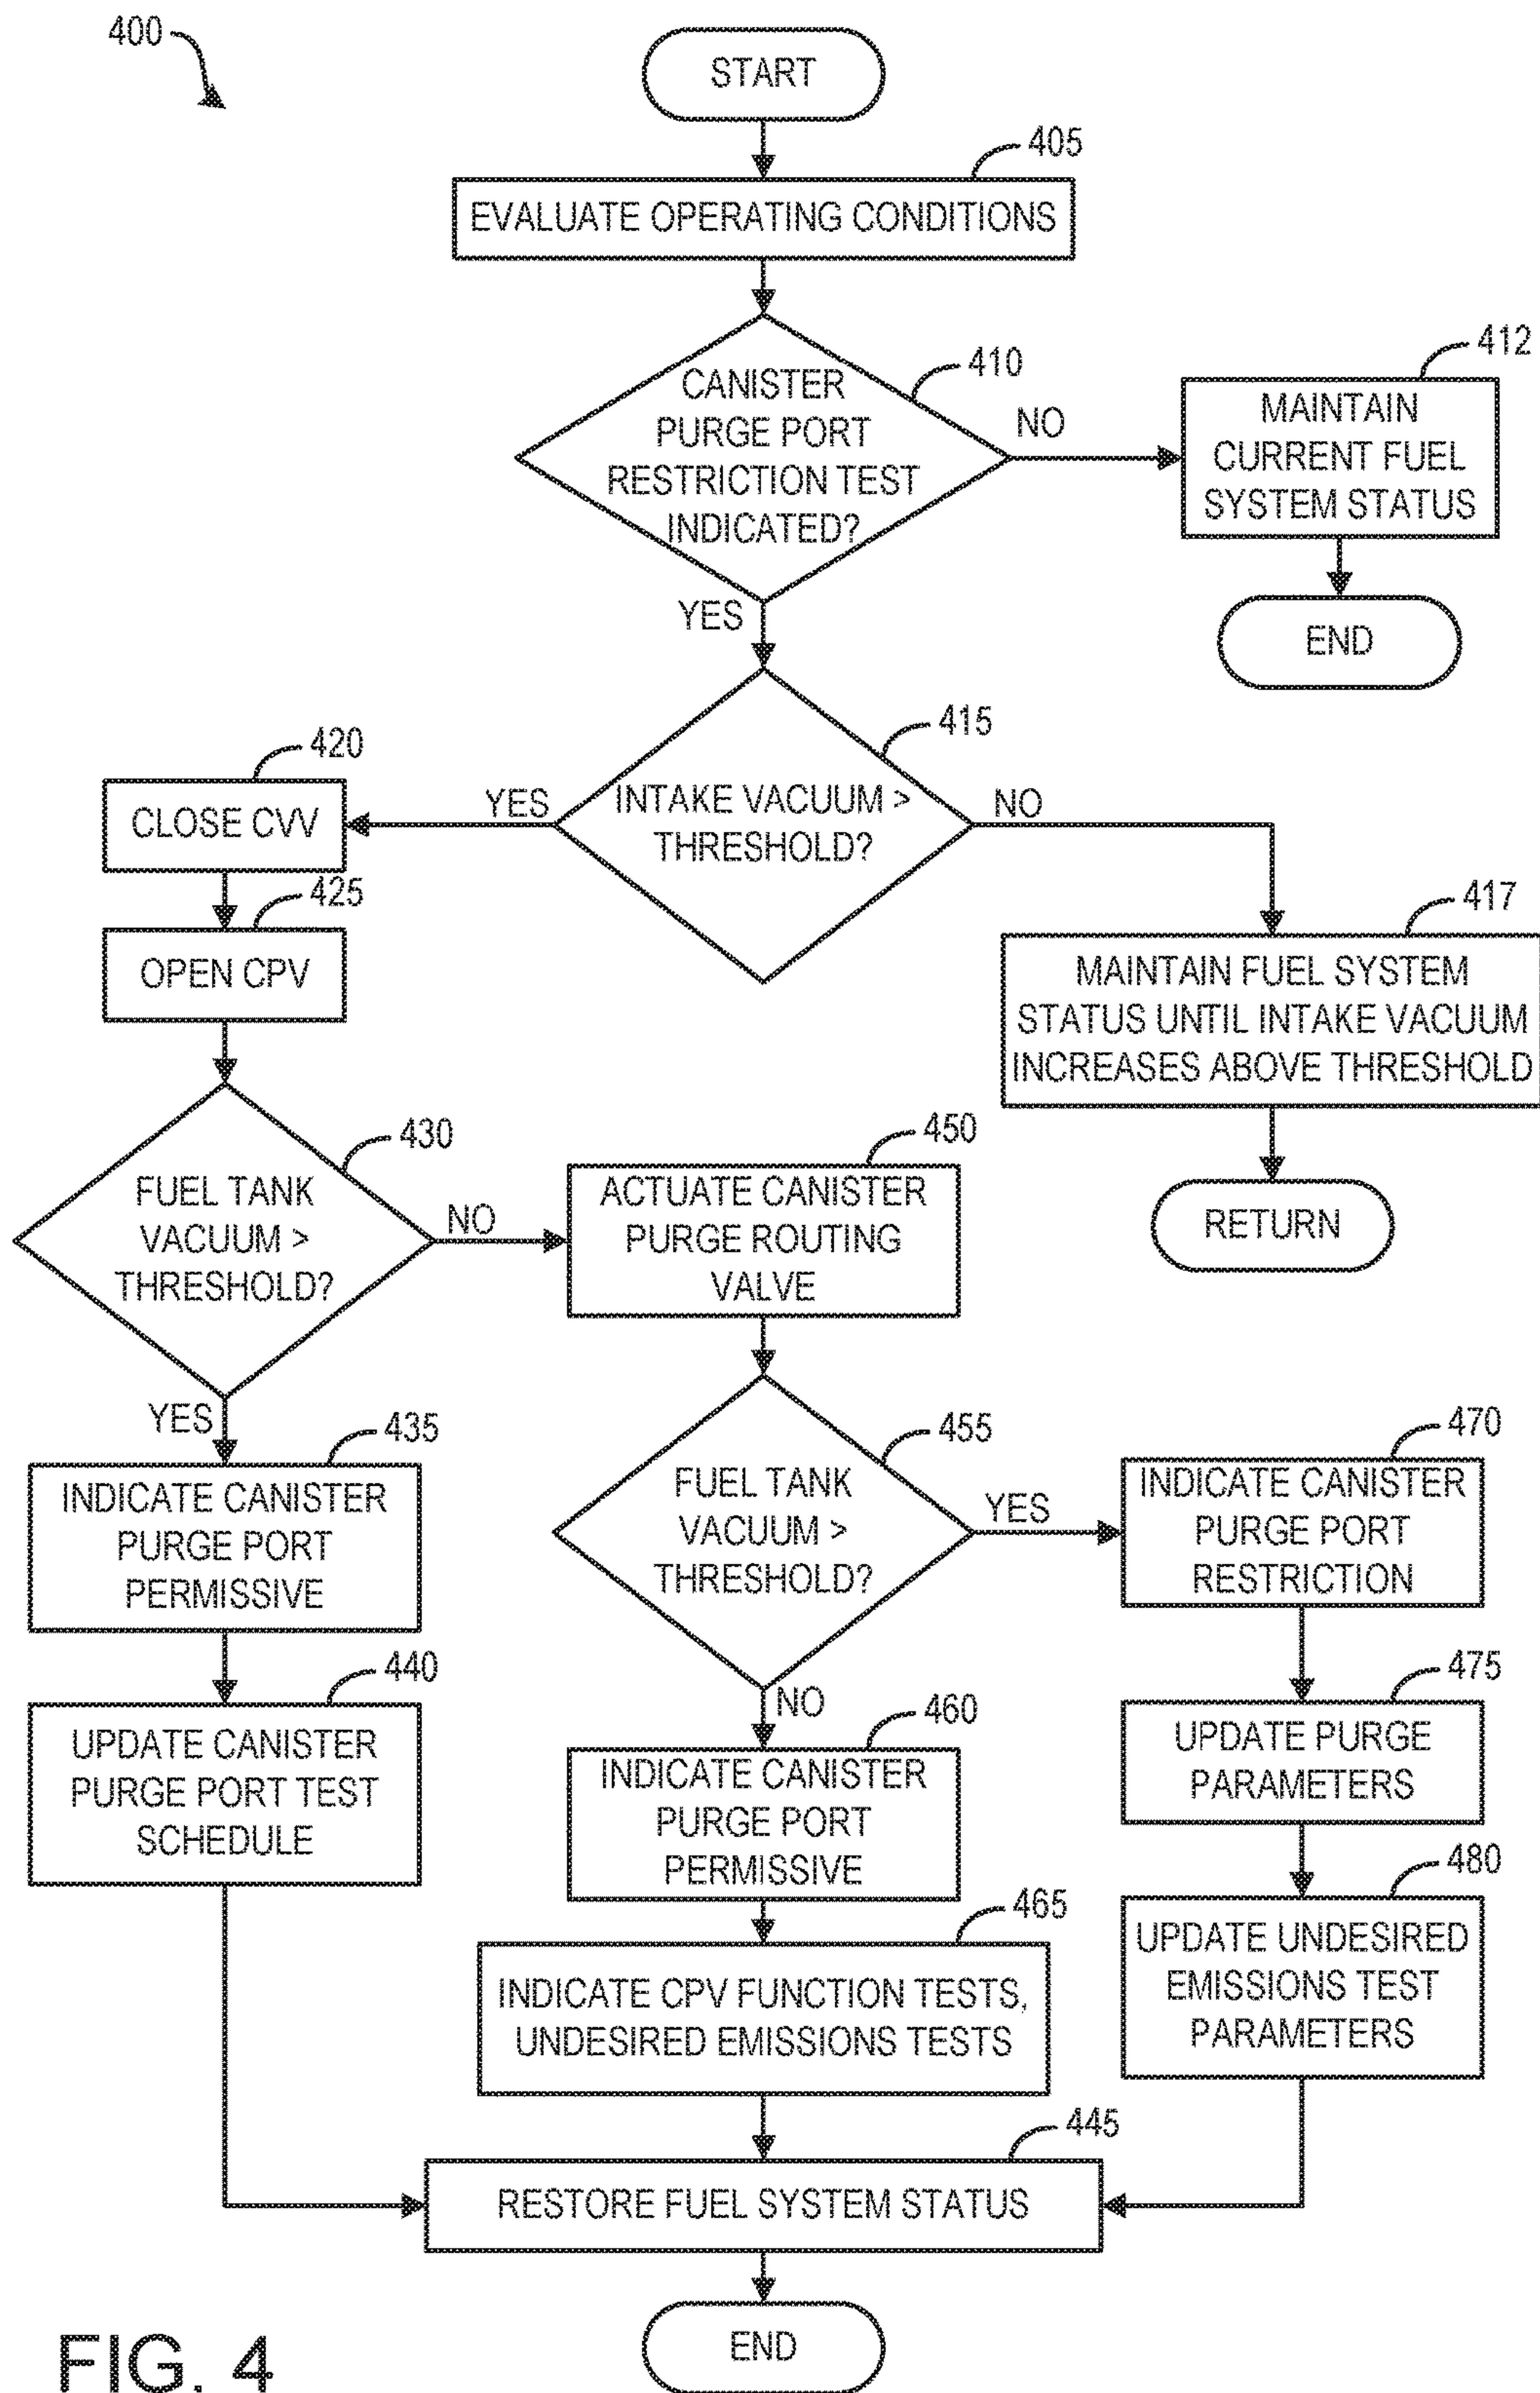 400
START
405
EVALUATE OPERATING CONDITIONS
410
CANISTER
PURGE PORT
RESTRICTION TEST
INDICATED?
NO
412
MAINTAIN
CURRENT FUEL
SYSTEM STATUS
END
YES
415
INTAKE VACUUM >
THRESHOLD?
YES
NO
420
CLOSE CVV
425
OPEN CPV
417
MAINTAIN FUEL SYSTEM
STATUS UNTIL INTAKE VACUUM
INCREASES ABOVE THRESHOLD
RETURN
430
FUEL TANK
VACUUM >
THRESHOLD?
NO
450
ACTUATE CANISTER
PURGE ROUTING
VALVE
YES
435
INDICATE CANISTER
PURGE PORT
PERMISSIVE
440
UPDATE CANISTER
PURGE PORT TEST
SCHEDULE
455
FUEL TANK
VACUUM >
THRESHOLD?
YES
470
INDICATE CANISTER
PURGE PORT
RESTRICTION
475
UPDATE PURGE
PARAMETERS
480
UPDATE UNDESIRED
EMISSIONS TEST
PARAMETERS
NO
460
INDICATE CANISTER
PURGE PORT
PERMISSIVE
465
INDICATE CPV FUNCTION TESTS,
UNDESIRED EMISSIONS TESTS
445
RESTORE FUEL SYSTEM STATUS
END
FIG. 4